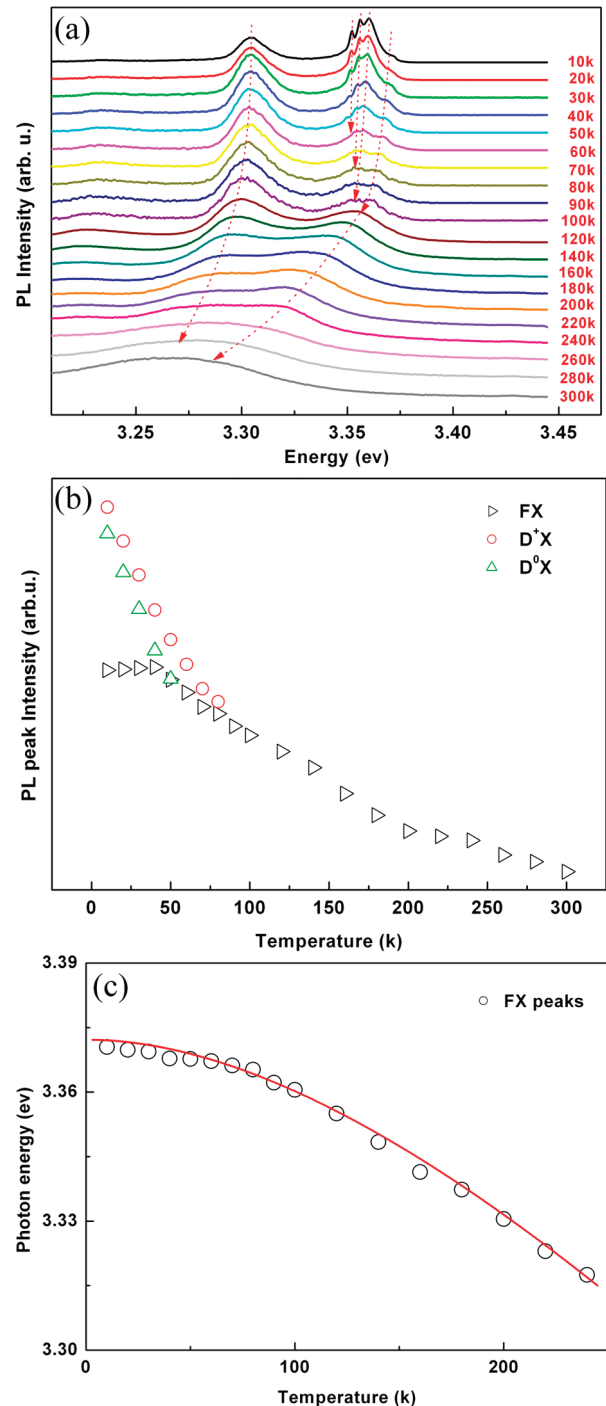 (a)
10k
20k
30k
40k
50k
60k
70k
80k
90k
100k
120k
140k
160k
180k
200k
220k
240k
260k
280k
300k
PL Intensity (arb. u.)
3.25 3.30 3.35 3.40 3.45
Energy (ev)
(b)
FX
D⁺X
D⁰X
PL peak Intensity (arb.u.)
0 50 100 150 200 250 300
Temperature (k)
(c)
FX peaks
3.39
3.36
3.33
3.30
Photon energy (ev)
0 100 200
Temperature (k)